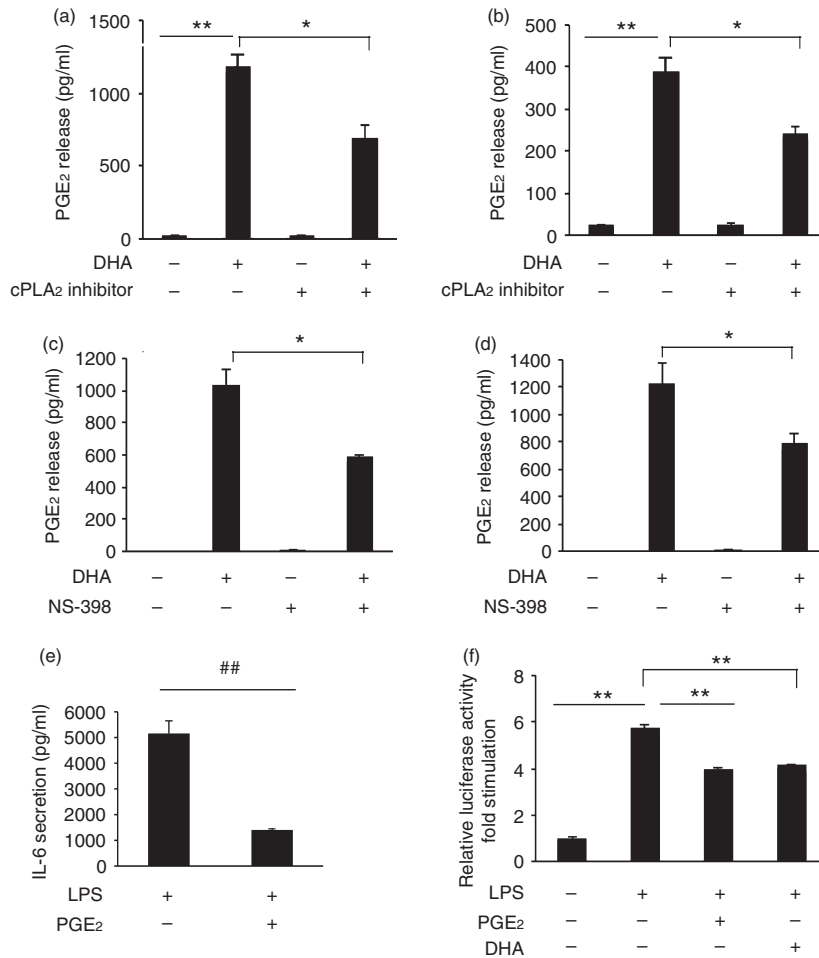 (a)
PGE2 release (pg/ml)
1500
1000
500
0
** *
DHA – + – +
cPLA2 inhibitor – – + +
(b)
PGE2 release (pg/ml)
500
400
300
200
100
0
** *
DHA – + – +
cPLA2 inhibitor – – + +
(c)
PGE2 release (pg/ml)
1200
1000
800
600
400
200
0
*
DHA – + – +
NS-398 – – + +
(d)
PGE2 release (pg/ml)
1400
1200
1000
800
600
400
200
0
*
DHA – + – +
NS-398 – – + +
(e)
IL-6 secretion (pg/ml)
6000
5000
4000
3000
2000
1000
0
##
LPS + +
PGE2 – +
(f)
Relative luciferase activity
fold stimulation
8
6
4
2
0
**
** **
LPS – + + +
PGE2 – – + –
DHA – – – +